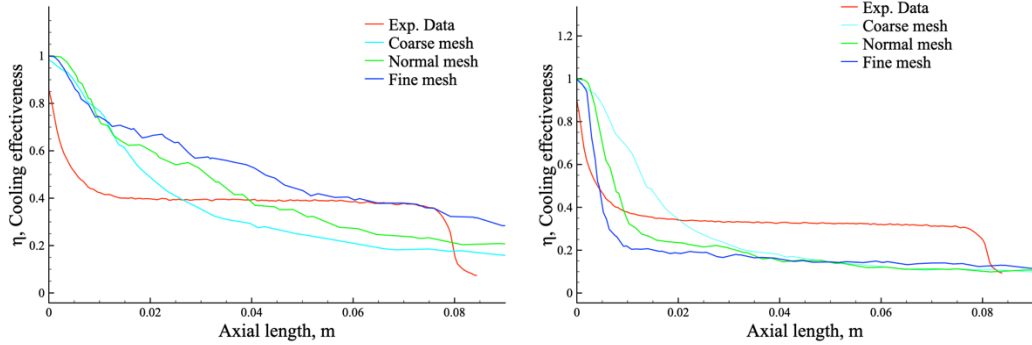 Exp. Data
Coarse mesh
Normal mesh
Fine mesh
η, Cooling effectiveness
1
0.8
0.6
0.4
0.2
0
0 0.02 0.04 0.06 0.08
Axial length, m
Exp. Data
Coarse mesh
Normal mesh
Fine mesh
η, Cooling effectiveness
1.2
1
0.8
0.6
0.4
0.2
0
0 0.02 0.04 0.06 0.08
Axial length, m